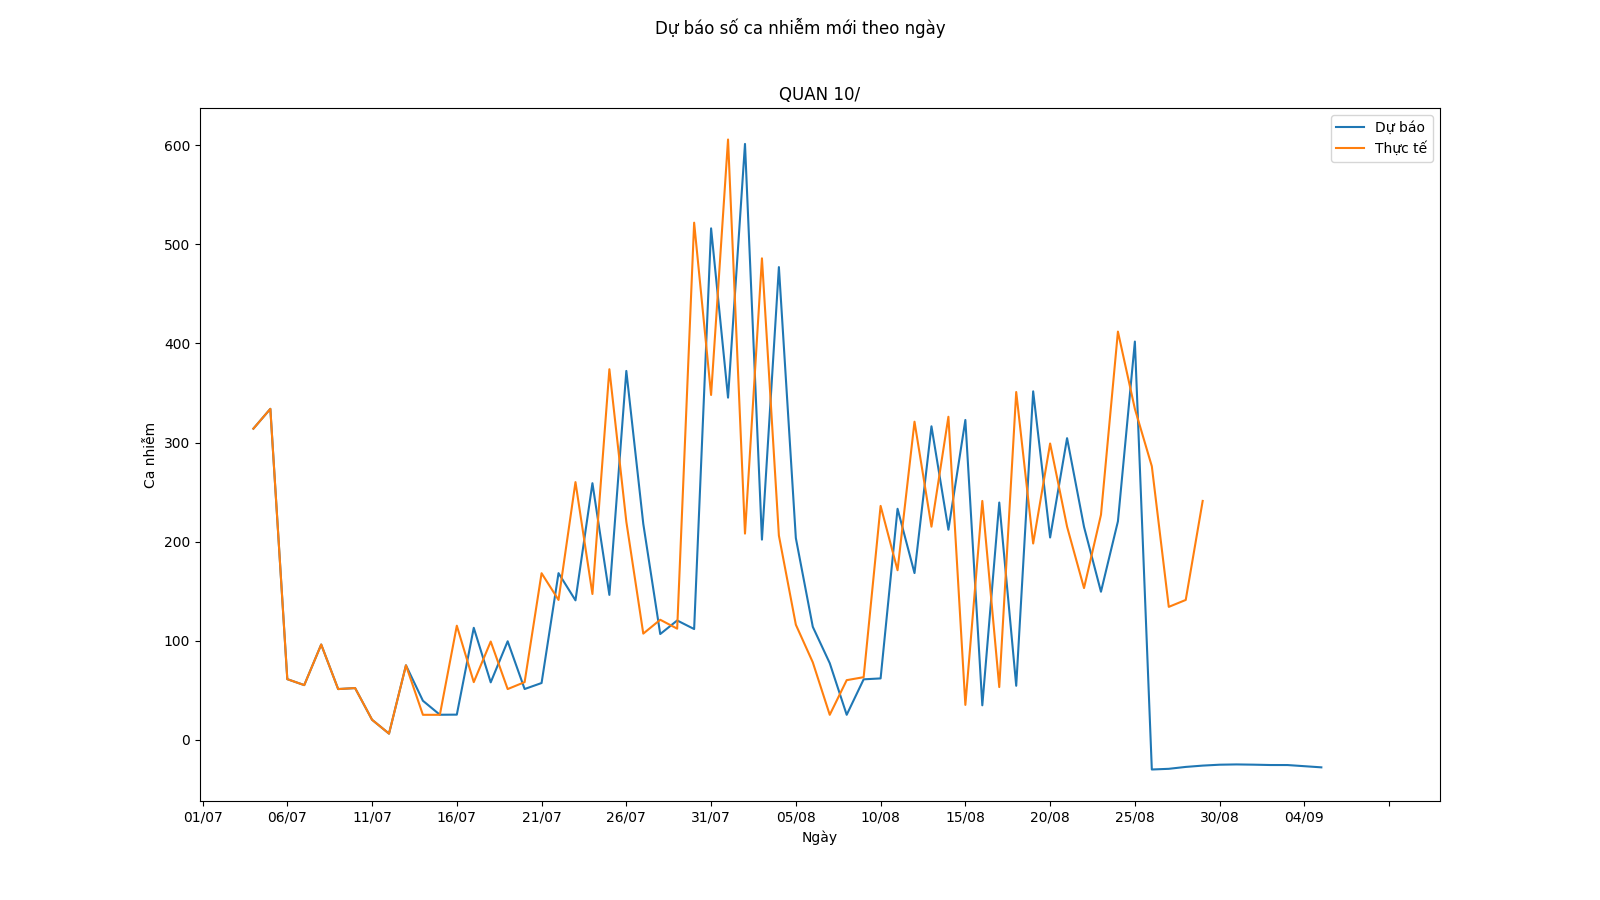 Dự báo số ca nhiễm mới theo ngày
QUAN 10/
Dự báo
Thực tế
600
500
400
300
200
100
0
Ca nhiễm
01/07 06/07 11/07 16/07 21/07 26/07 31/07 05/08 10/08 15/08 20/08 25/08 30/08 04/09
Ngày